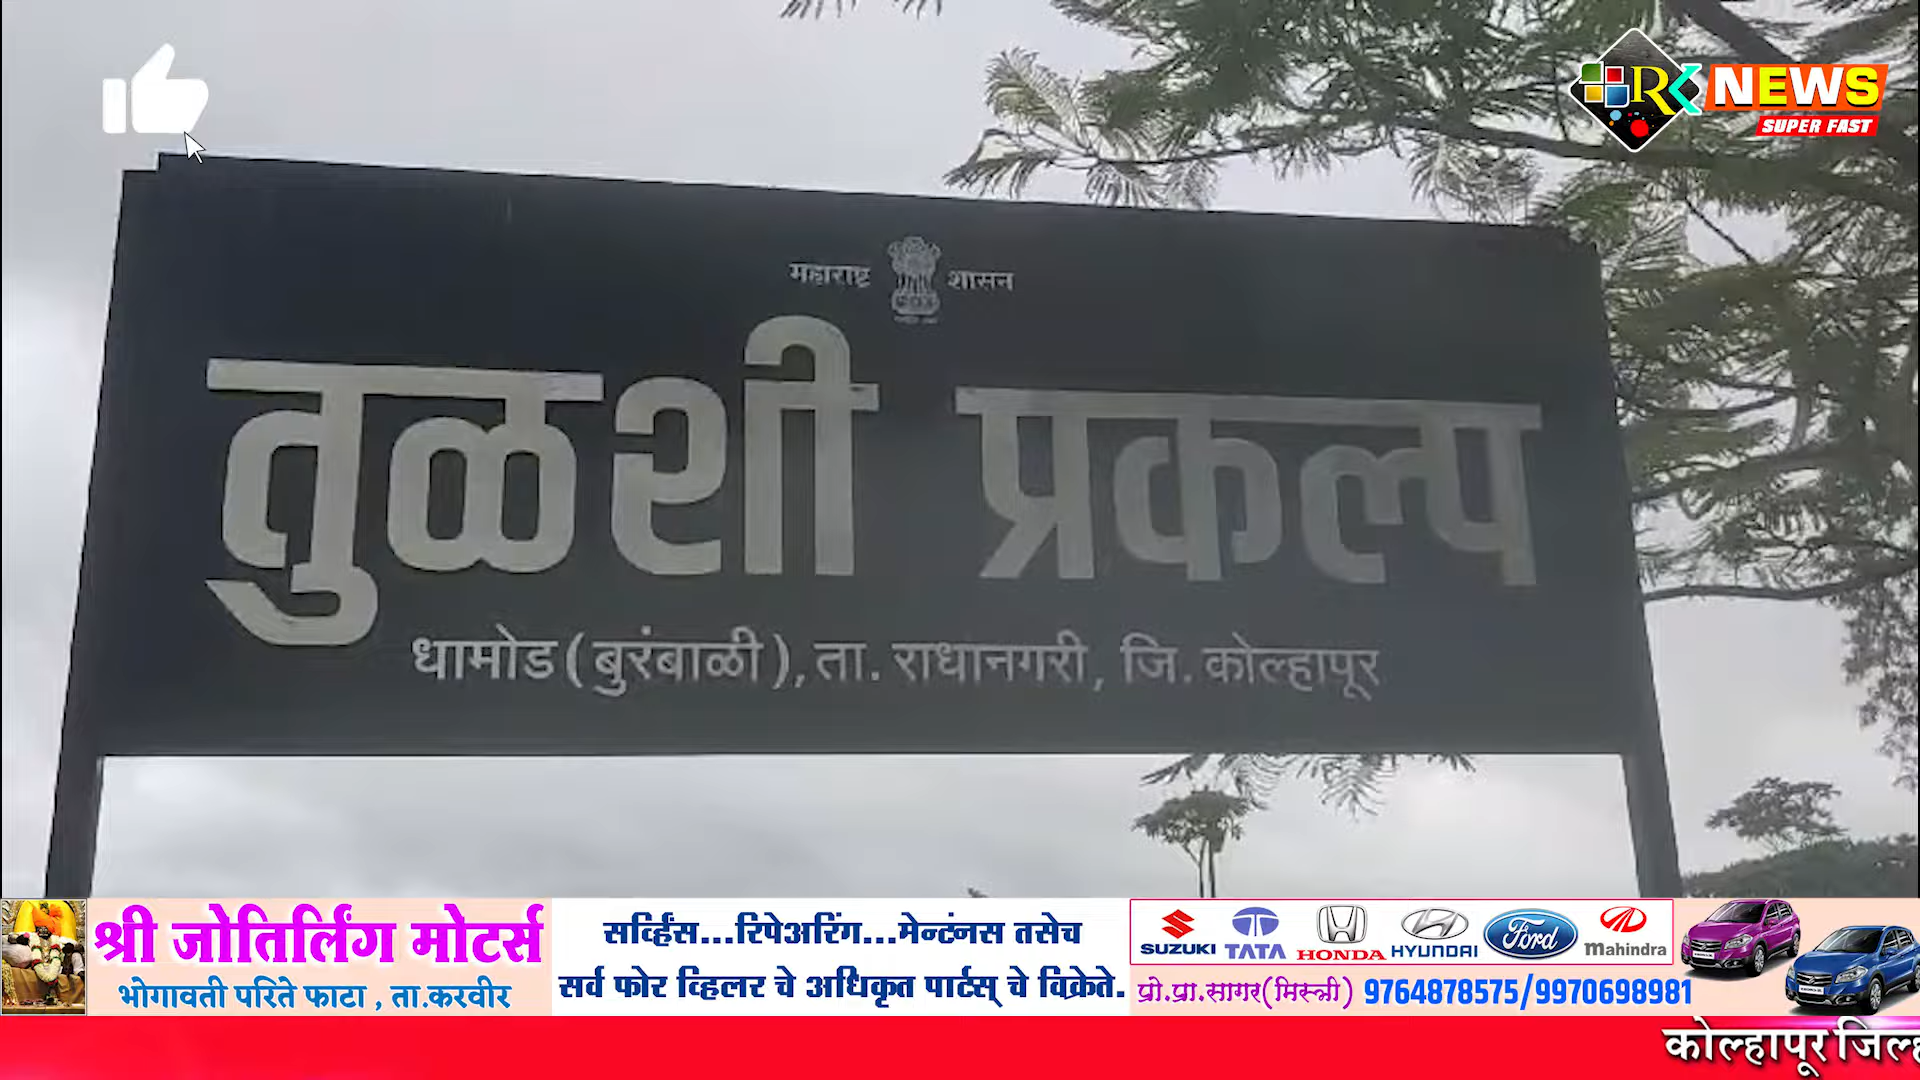 RK NEWS
SUPER FAST
महाराष्ट्र शासन
तुळशी प्रकल्प
धामोड (बुरंबाळी), ता. राधानगरी, जि. कोल्हापूर
श्री जोतिर्लिंग मोटर्स
भोगावती परिते फाटा , ता.करवीर
सर्व्हिंस...रिपेअरिंग...मेन्टंनस तसेच
सर्व फोर व्हिलर चे अधिकृत पार्टस् चे विक्रेते.
SUZUKI TATA HONDA HYUNDAI Ford Mahindra
प्रो.प्रा.सागर(मिस्त्री) 9764878575/9970698981
कोल्हापूर जिल्ह